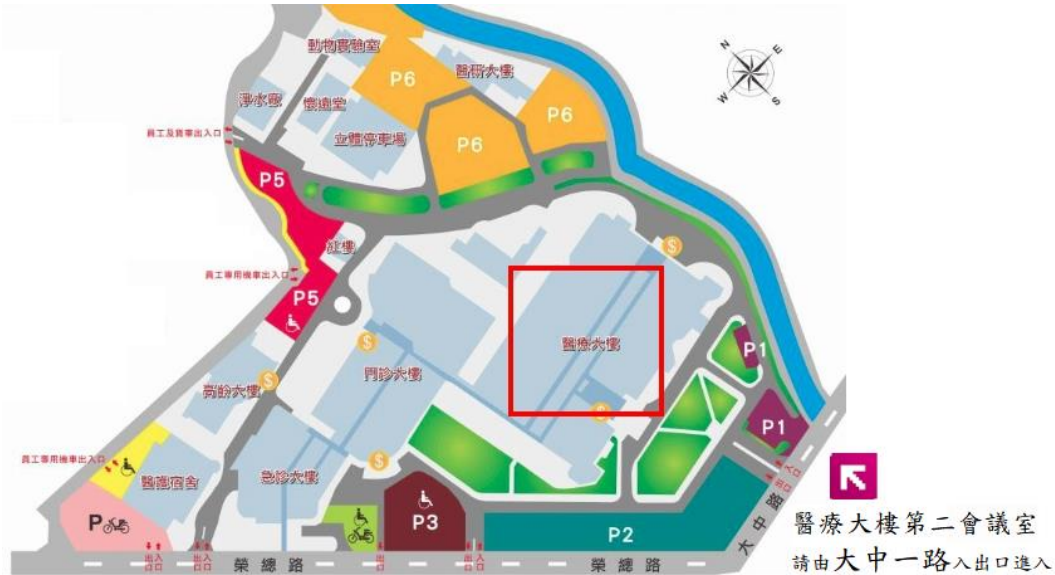 動物實驗室
P6
醫研大樓
N
E
W
S
淨水廠
懷遠堂
P6
員工及貨車出入口
立體停車場
P6
P5
紅樓
$
員工專用機車出入口
P5
醫療大樓
$
P1
門診大樓
高齡大樓
$
$
P1
員工專用機車出入口
$
入口
出口
醫護宿舍
急診大樓
P
P3
P2
大中路
醫療大樓第二會議室
出口
入口
出口
入口
榮總路
出口
入口
榮總路
請由大中一路入出口進入